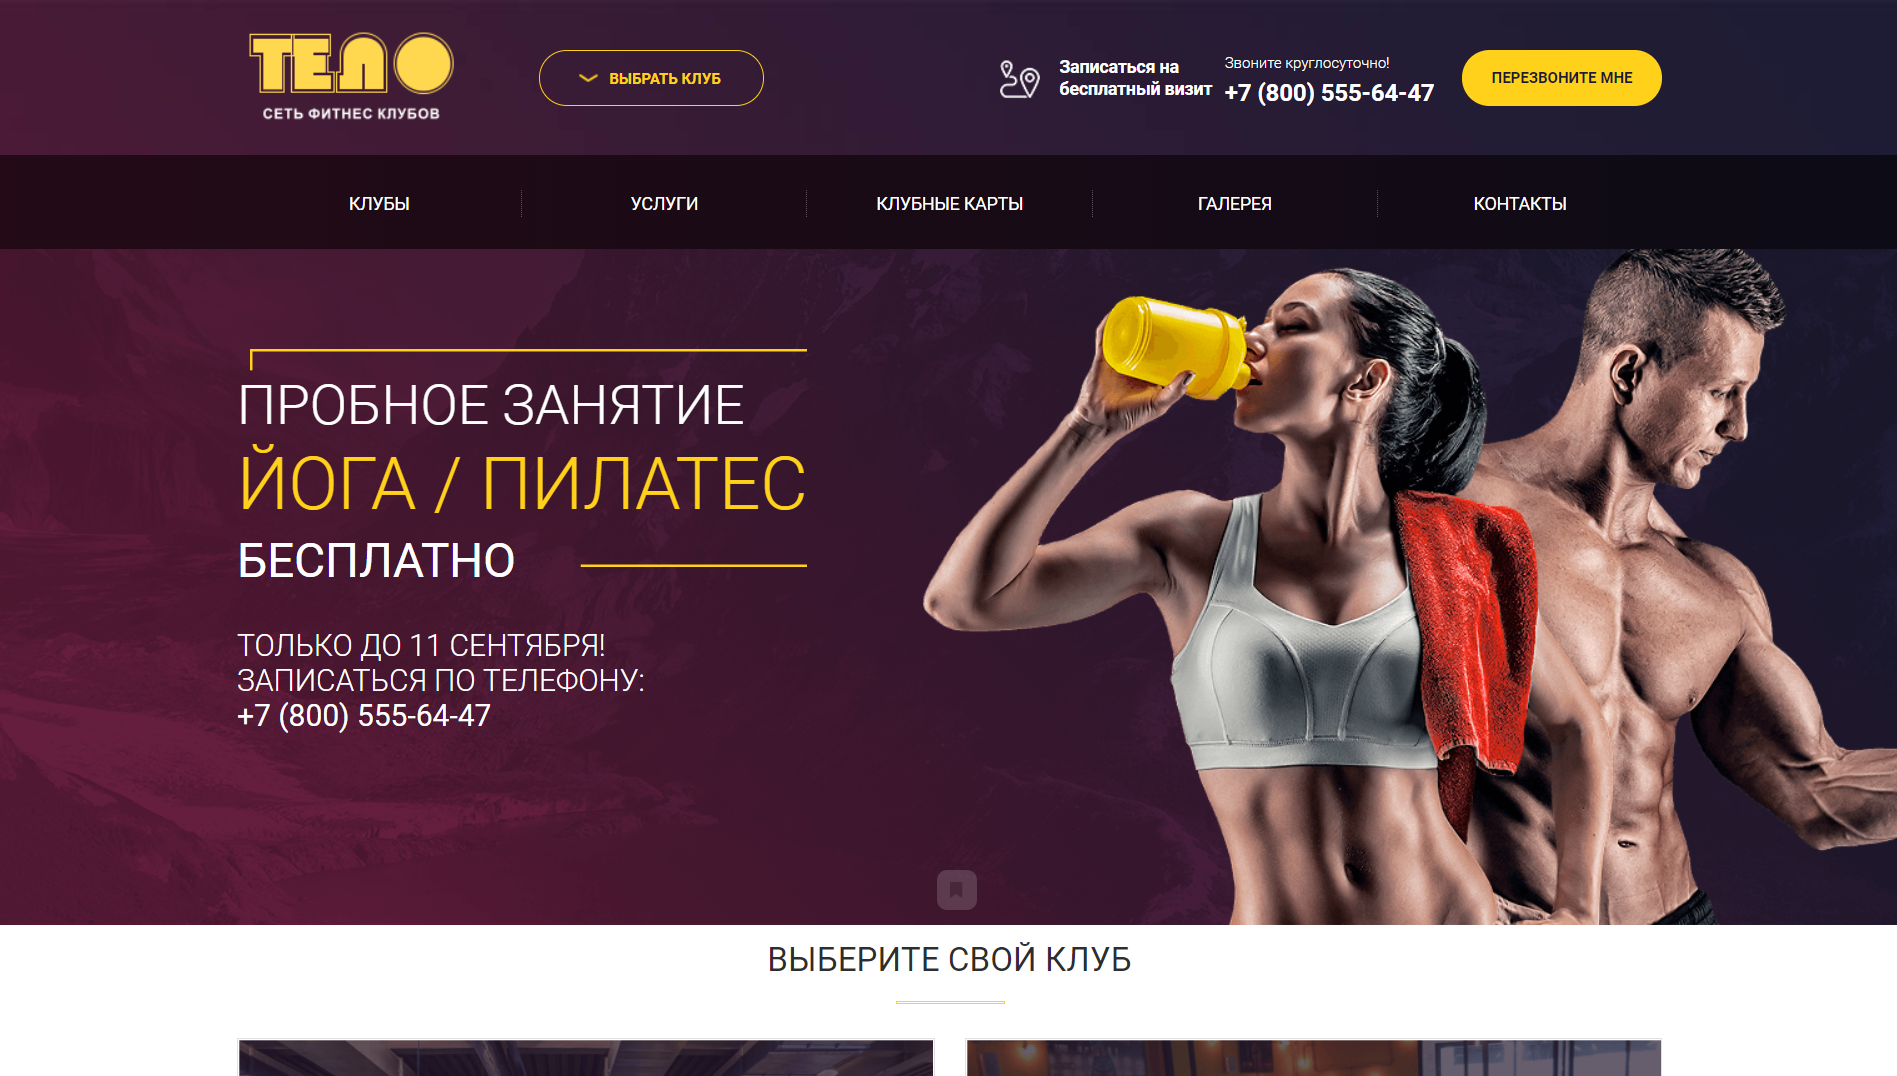 ТЕЛО
СЕТЬ ФИТНЕС КЛУБОВ
ВЫБРАТЬ КЛУБ
Записаться на
бесплатный визит
Звоните круглосуточно!
+7 (800) 555-64-47
ПЕРЕЗВОНИТЕ МНЕ
КЛУБЫ
УСЛУГИ
КЛУБНЫЕ КАРТЫ
ГАЛЕРЕЯ
КОНТАКТЫ
ПРОБНОЕ ЗАНЯТИЕ
ЙОГА / ПИЛАТЕС
БЕСПЛАТНО
ТОЛЬКО ДО 11 СЕНТЯБРЯ!
ЗАПИСАТЬСЯ ПО ТЕЛЕФОНУ:
+7 (800) 555-64-47
ВЫБЕРИТЕ СВОЙ КЛУБ